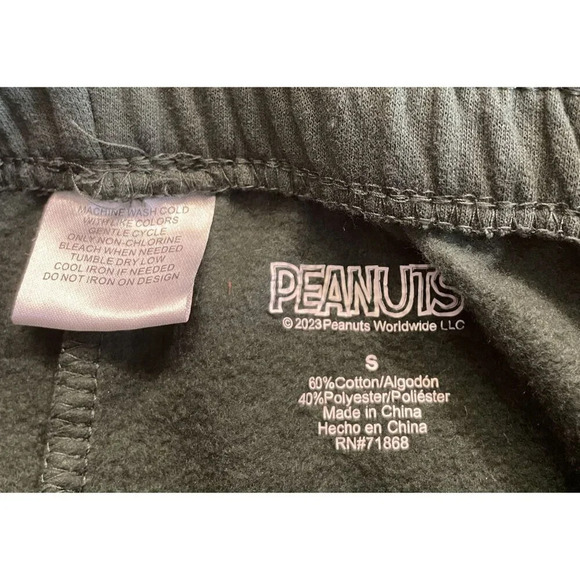 MACHINE WASH COLD
WITH LIKE COLORS
GENTLE CYCLE
ONLY NON-CHLORINE
BLEACH WHEN NEEDED
TUMBLE DRY LOW
COOL IRON IF NEEDED
DO NOT IRON ON DESIGN
PEANUTS
©2023Peanuts Worldwide LLC
S
60%Cotton/Algodón
40%Polyester/Poliéster
Made in China
Hecho en China
RN#71868